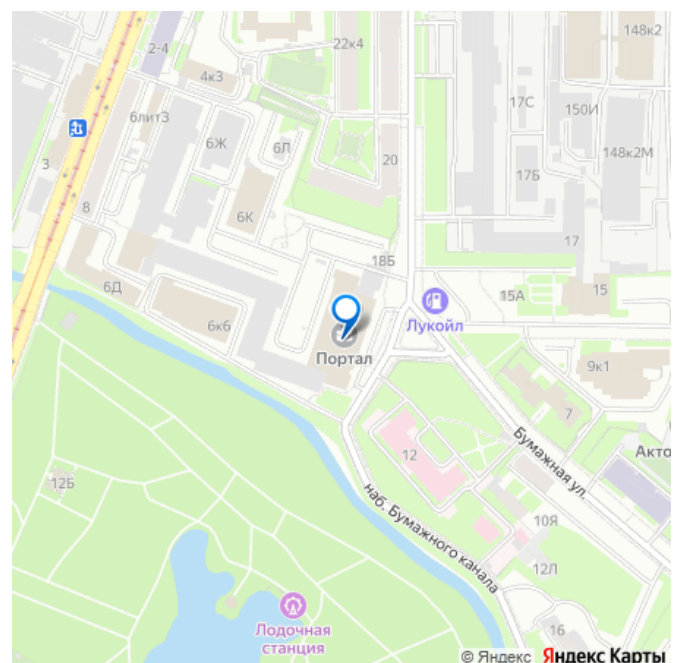 148к2
2-4
22к4
4к3
17С
150И
6литЗ
6Ж
6Л
148к2М
3
20
17Б
8
6К
17
18Б
6Д
15А
15
6к6
Лукойл
Портал
9к1
7
Бумажная ул.
12
Акто
12Б
наб. Бумажного канала
10Я
12Л
Лодочная
станция
16
© Яндекс Яндекс Карты